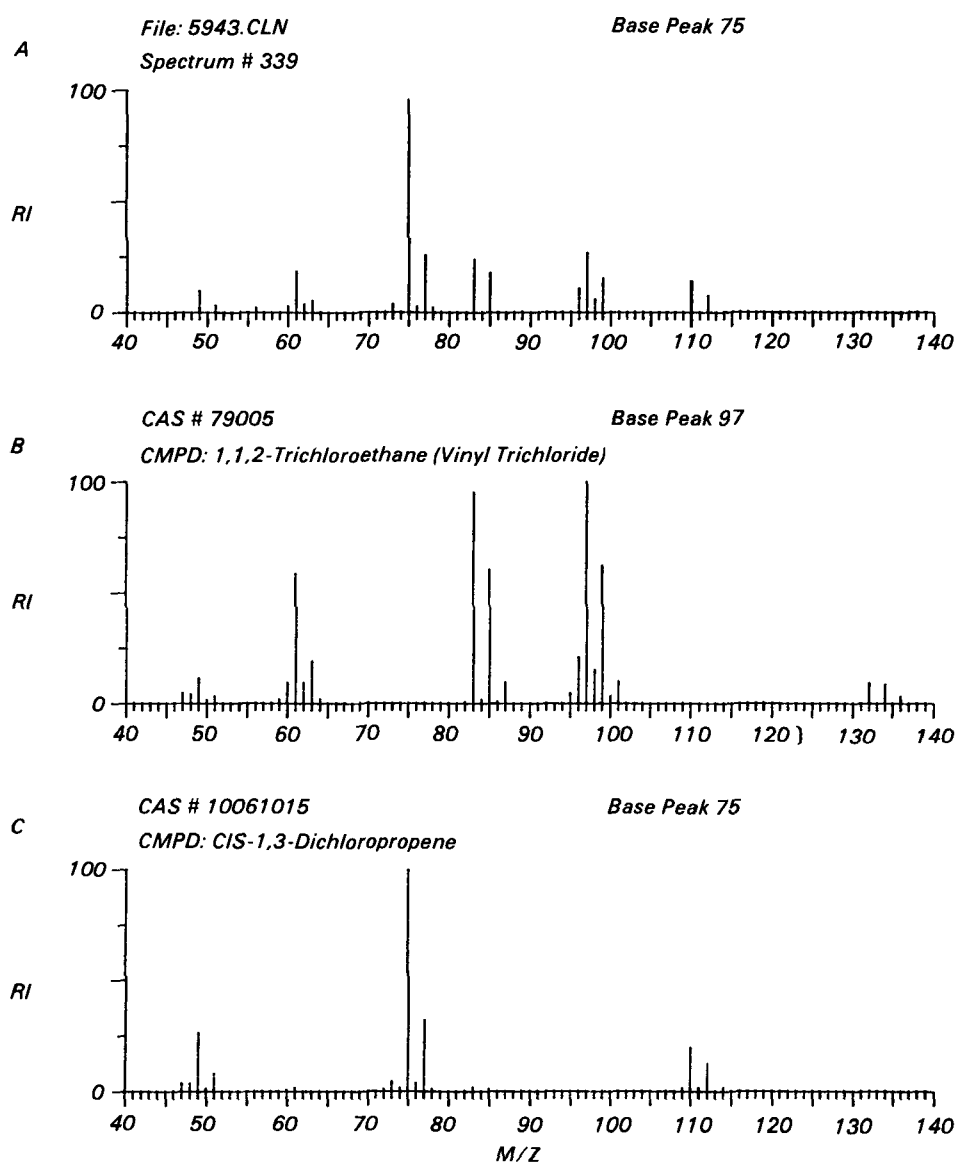 A
File: 5943.CLN Base Peak 75
Spectrum # 339
100
RI
0
40 50 60 70 80 90 100 110 120 130 140
B
CAS # 79005 Base Peak 97
CMPD: 1,1,2-Trichloroethane (Vinyl Trichloride)
100
RI
0
40 50 60 70 80 90 100 110 120 } 130 140
C
CAS # 10061015 Base Peak 75
CMPD: CIS-1,3-Dichloropropene
100
RI
0
40 50 60 70 80 90 100 110 120 130 140
M/Z